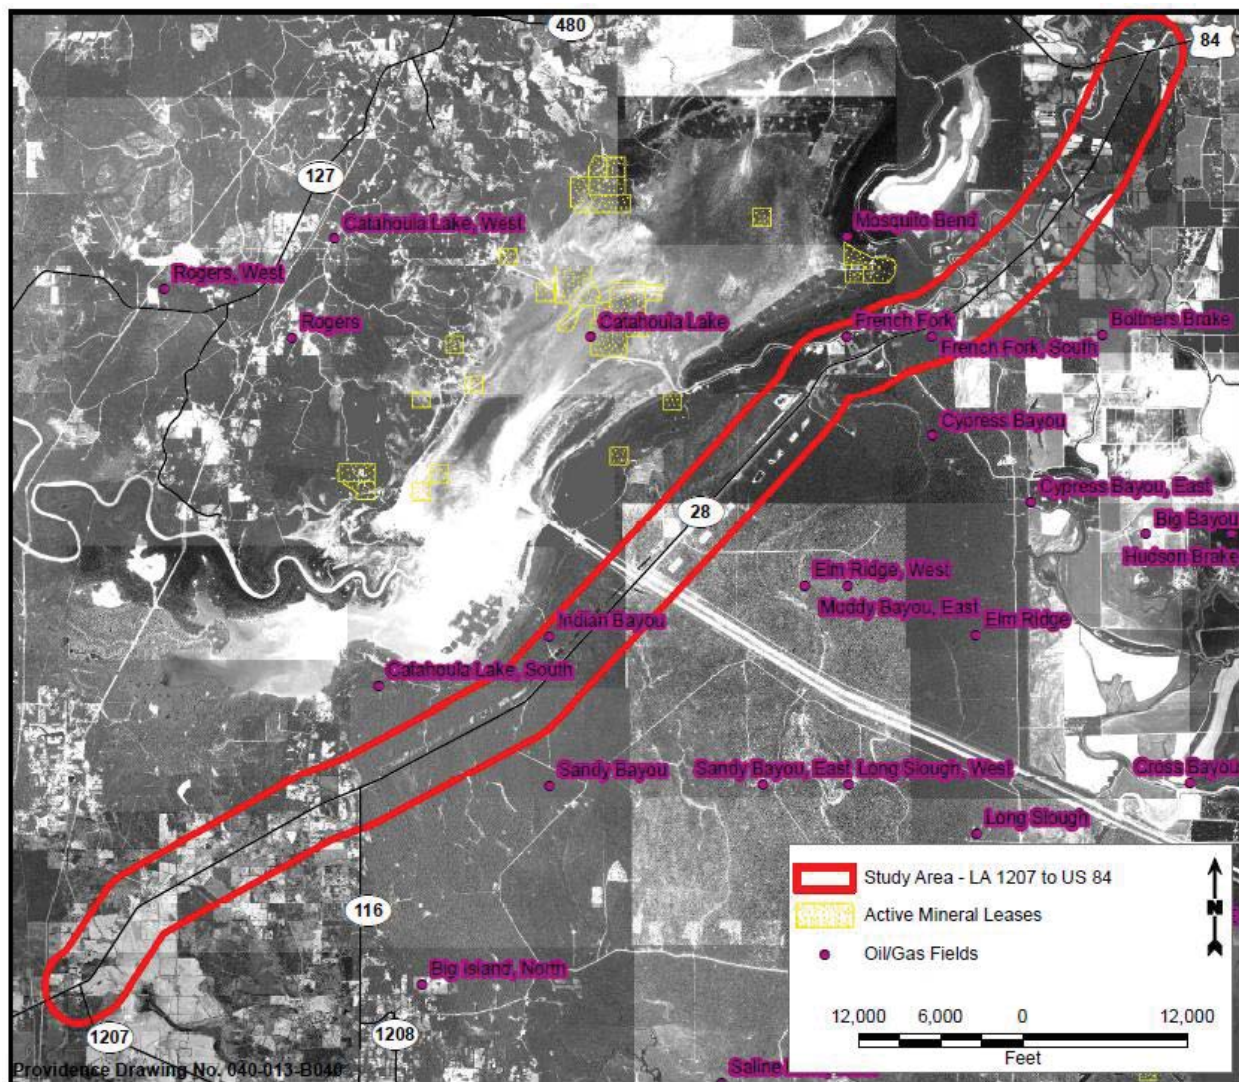 480
84
127
Catahoula Lake, West
Mosquito Bend
Rogers, West
Rogers
Catahoula Lake
French Fork
Boltners Brake
French Fork, South
Cypress Bayou
Cypress Bayou, East
28
Big Bayou
Hudson Brake
Elm Ridge, West
Muddy Bayou, East
Indian Bayou
Elm Ridge
Catahoula Lake, South
Sandy Bayou
Sandy Bayou, East
Long Slough, West
Cross Bayou
Long Slough
Study Area - LA 1207 to US 84
116
Active Mineral Leases
N
Oil/Gas Fields
Big Island, North
12,000 6,000 0 12,000
Feet
1207
1208
Providence Drawing No. 040-013-B040
Saline